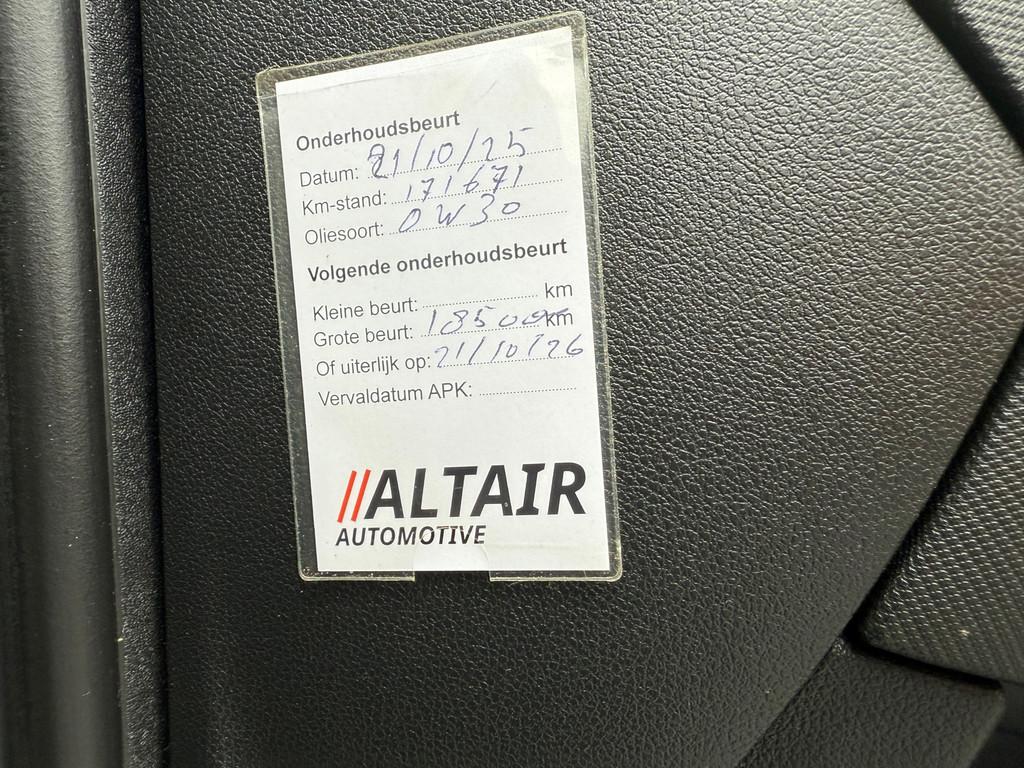 Onderhoudsbeurt
Datum: 21/10/25
Km-stand: 171671
Oliesoort: 0W30
Volgende onderhoudsbeurt
Kleine beurt: km
Grote beurt: 185000 km
Of uiterlijk op: 21/10/26
Vervaldatum APK:
//ALTAIR
AUTOMOTIVE